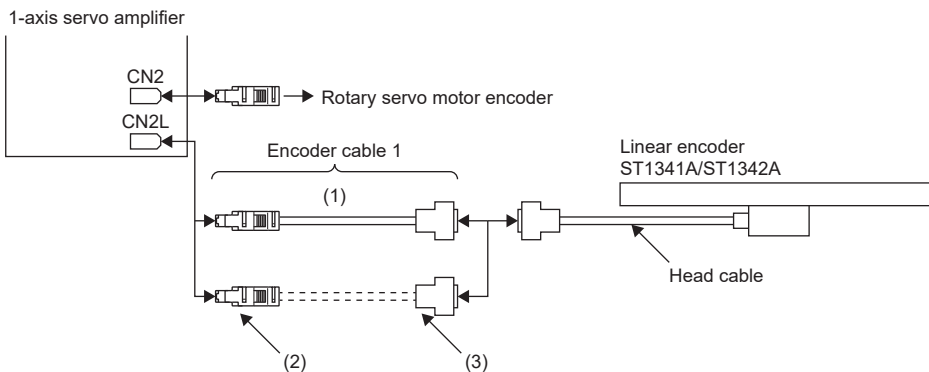 1-axis servo amplifier
CN2
Rotary servo motor encoder
CN2L
Encoder cable 1
(1)
Linear encoder
ST1341A/ST1342A
Head cable
(2)
(3)